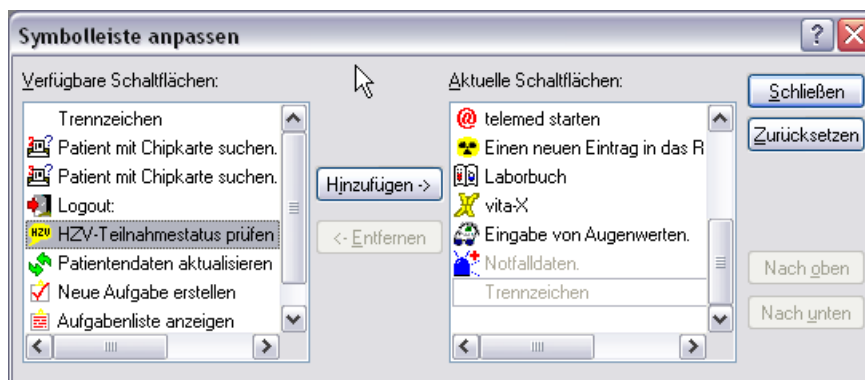 Symbolleiste anpassen
?
Verfügbare Schaltflächen:
Trennzeichen
Patient mit Chipkarte suchen.
Patient mit Chipkarte suchen.
Logout:
HZV HZV-Teilnahmestatus prüfen
Patientendaten aktualisieren
Neue Aufgabe erstellen
Aufgabenliste anzeigen
Hinzufügen ->
<- Entfernen
Aktuelle Schaltflächen:
@ telemed starten
Einen neuen Eintrag in das R
Laborbuch
vita-X
Eingabe von Augenwerten.
Notfalldaten.
Trennzeichen
Schließen
Zurücksetzen
Nach oben
Nach unten